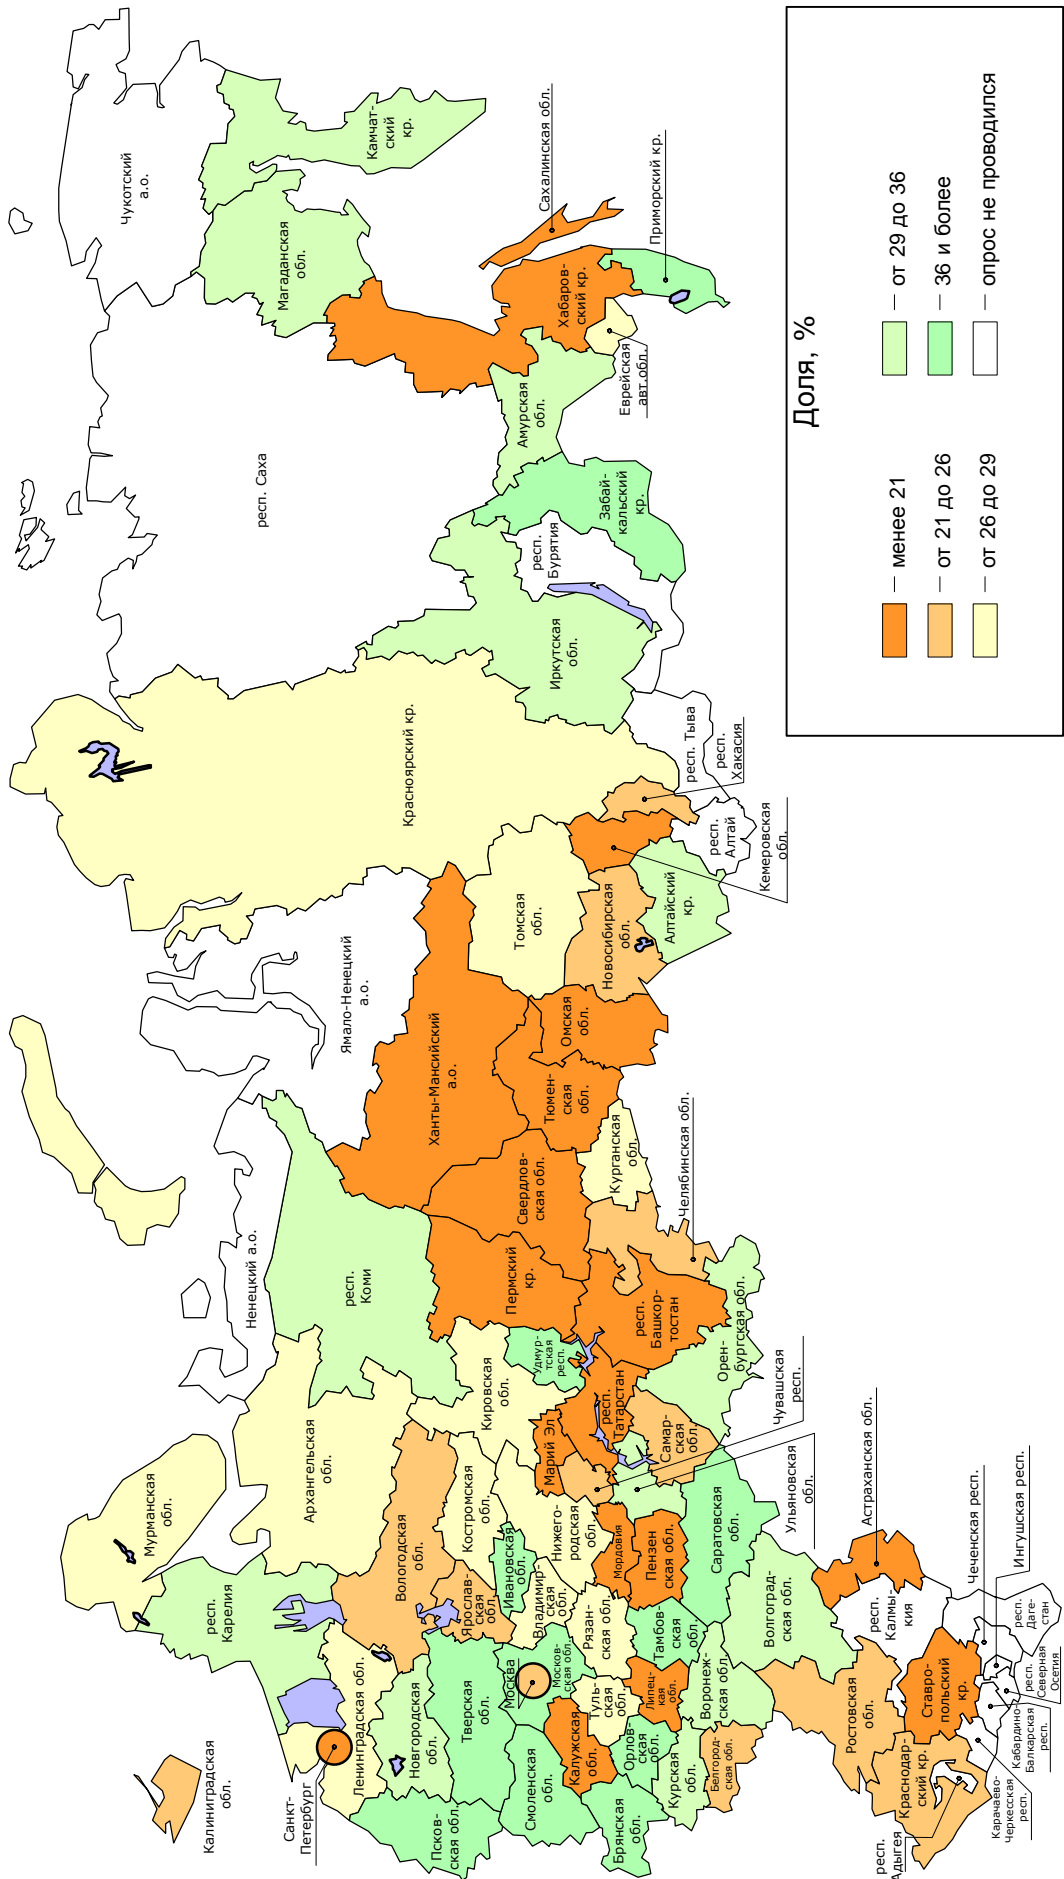 Чукотский
а.о.
Камчат-
ский
кр.
Магаданская
обл.
Сахалинская обл.
Приморский кр.
Хабаров-
ский кр.
Еврейская
авт.обл.
Амурская
обл.
респ. Саха
Забай-
кальский
кр.
респ.
Бурятия
Иркутская
обл.
Красноярский кр.
респ. Тыва
респ.
Хакасия
респ.
Алтай
Кемеровская
обл.
Алтайский
кр.
Новосибирская
обл.
Томская
обл.
Ямало-Ненецкий
а.о.
Ханты-Мансийский
а.о.
Омская
обл.
Тюмен-
ская
обл.
Курганская
обл.
Челябинская обл.
Свердлов-
ская обл.
Пермский
кр.
респ.
Башкор-
тостан
Орен-
бургская обл.
Ненецкий а.о.
респ.
Коми
Архангельская
обл.
Мурманская
обл.
респ.
Карелия
Вологодская
обл.
Кировская
обл.
Удмур-
тская
респ.
респ.
Татарстан
Марий Эл
Чувашская
респ.
Самар-
ская
обл.
Ульяновская
обл.
Костромская
обл.
Нижего-
родская
обл.
Ивановская
обл.
Ярослав-
ская
обл.
Владимир-
ская
обл.
Мордовия
Пензен
ская обл.
Саратовская
обл.
Рязан-
ская обл.
Тамбов-
ская
обл.
Волгоград-
ская обл.
Астраханская обл.
респ.
Калмы-
кия
Чеченская респ.
Ингушская респ.
респ.
Даге-
стан
респ.
Северная
Осетия
Кабардино-
Балкарская
респ.
Карачаево-
Черкесская
респ.
Ставро-
польский
кр.
Краснодар-
ский кр.
респ.
Адыгея
Ростовская
обл.
Воронеж-
ская обл.
Белгород-
ская обл.
Липец-
кая
обл.
Курская
обл.
Орлов-
ская
обл.
Туль-
ская
обл.
Калужская
обл.
Брянская
обл.
Москва
Москов-
ская обл.
Смоленская
обл.
Тверская
обл.
Псков-
ская обл.
Новгородская
обл.
Ленинградская обл.
Санкт-
Петербург
Калининградская
обл.
Доля, %
менее 21
от 21 до 26
от 26 до 29
от 29 до 36
36 и более
опрос не проводился